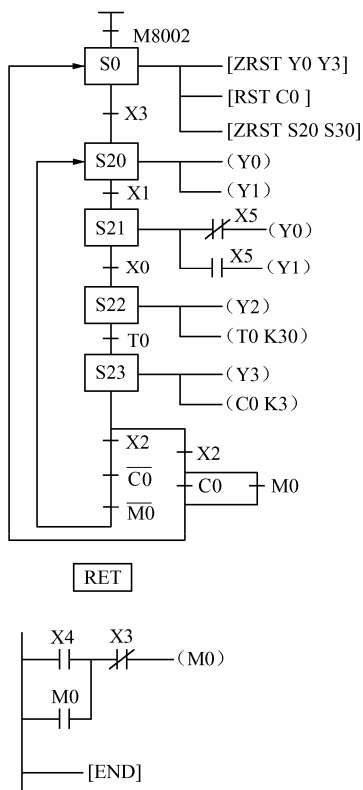 M8002
S0
[ZRST Y0 Y3]
[RST C0 ]
X3
[ZRST S20 S30]
S20
(Y0)
X1
(Y1)
S21
X5
(Y0)
X0
X5
(Y1)
S22
(Y2)
T0
(T0 K30)
S23
(Y3)
(C0 K3)
X2
X2
C̅0̅
C0
M0
M̅0̅
RET
X4
X3
(M0)
M0
[END]